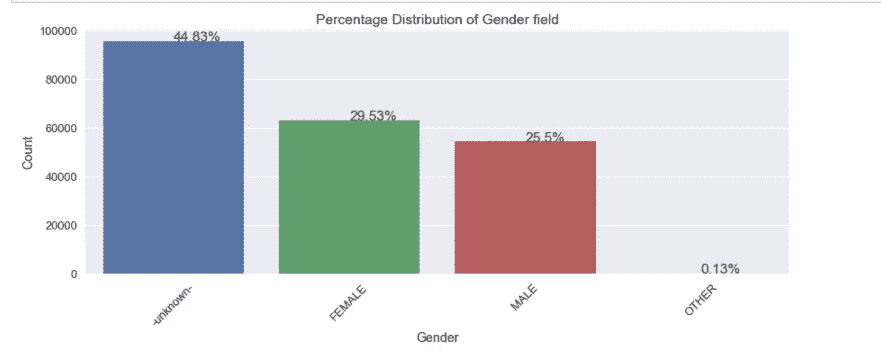 Percentage Distribution of Gender field
100000
80000
60000
40000
20000
0
Count
44.83%
29.53%
25.5%
0.13%
-unknown-
FEMALE
MALE
OTHER
Gender